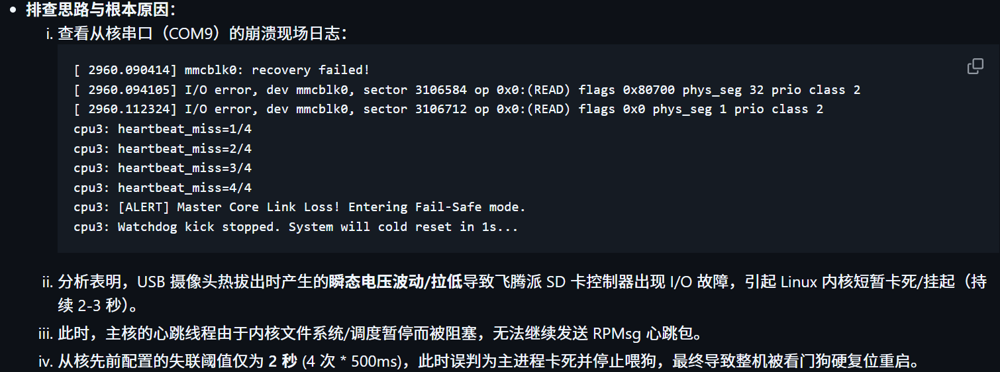 • 排查思路与根本原因：
i. 查看从核串口（COM9）的崩溃现场日志：
[ 2960.090414] mmcblk0: recovery failed!
[ 2960.094105] I/O error, dev mmcblk0, sector 3106584 op 0x0:(READ) flags 0x80700 phys_seg 32 prio class 2
[ 2960.112324] I/O error, dev mmcblk0, sector 3106712 op 0x0:(READ) flags 0x0 phys_seg 1 prio class 2
cpu3: heartbeat_miss=1/4
cpu3: heartbeat_miss=2/4
cpu3: heartbeat_miss=3/4
cpu3: heartbeat_miss=4/4
cpu3: [ALERT] Master Core Link Loss! Entering Fail-Safe mode.
cpu3: Watchdog kick stopped. System will cold reset in 1s...
ii. 分析表明，USB 摄像头热拔出时产生的瞬态电压波动/拉低导致飞腾派 SD 卡控制器出现 I/O 故障，引起 Linux 内核短暂卡死/挂起（持
续 2-3 秒）。
iii. 此时，主核的心跳线程由于内核文件系统/调度暂停而被阻塞，无法继续发送 RPMsg 心跳包。
iv. 从核先前配置的失联阈值仅为 2 秒 (4 次 * 500ms)，此时误判为主进程卡死并停止喂狗，最终导致整机被看门狗硬复位重启。